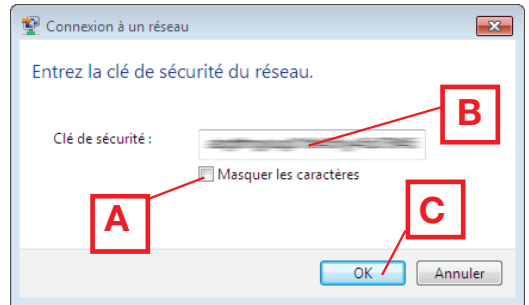 Connexion à un réseau
Entrez la clé de sécurité du réseau.
B
Clé de sécurité :
Masquer les caractères
A
C
OK
Annuler